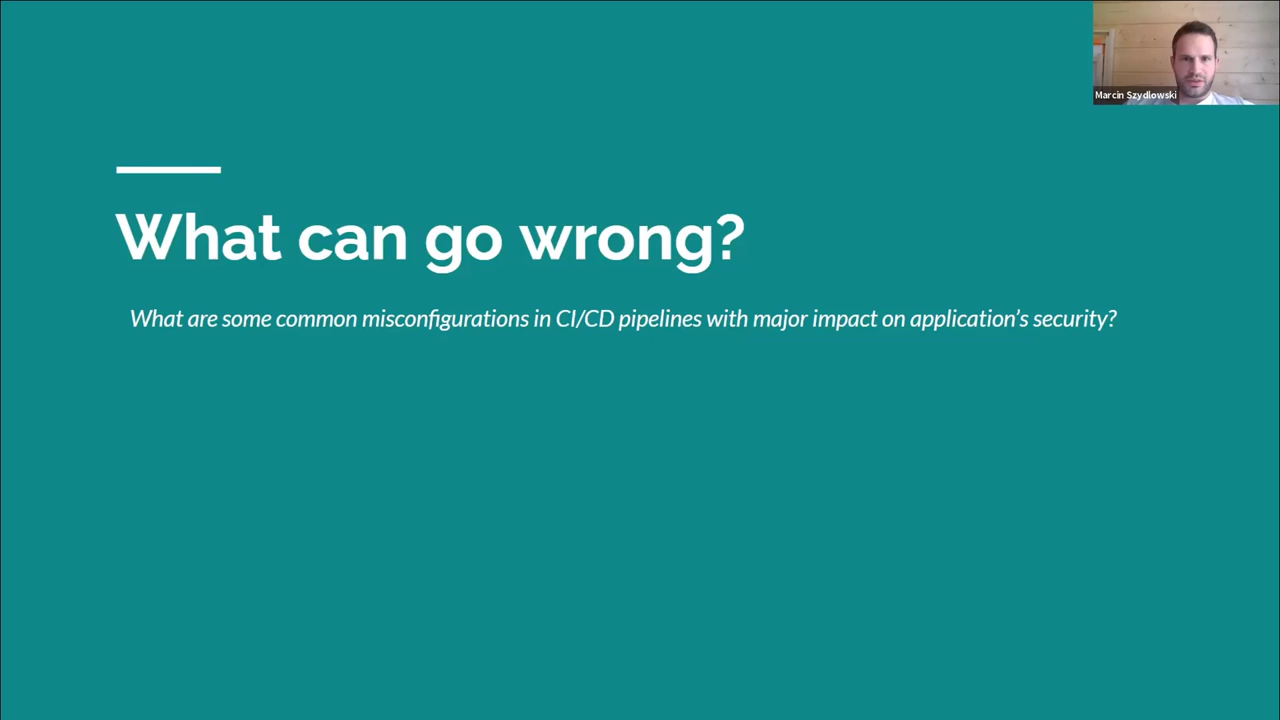 Marcin Szydlowski
What can go wrong?
What are some common misconfigurations in CI/CD pipelines with major impact on application's security?